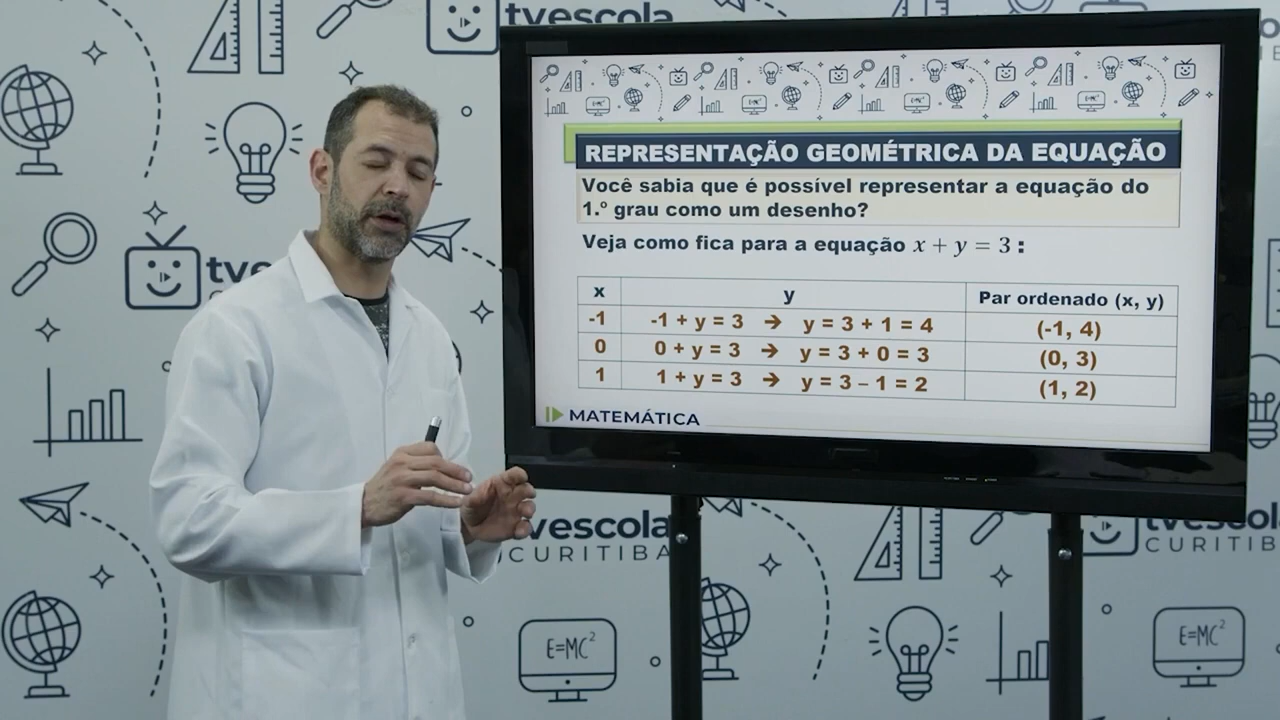 tvescola
REPRESENTAÇÃO GEOMÉTRICA DA EQUAÇÃO
Você sabia que é possível representar a equação do
1.º grau como um desenho?
Veja como fica para a equação x + y = 3 :
x y Par ordenado (x, y)
-1 -1 + y = 3 → y = 3 + 1 = 4 (-1, 4)
0 0 + y = 3 → y = 3 + 0 = 3 (0, 3)
1 1 + y = 3 → y = 3 – 1 = 2 (1, 2)
MATEMÁTICA
tve
tvescola
CURITIBA
tvescola
CURITIB
E=MC²
E=MC²